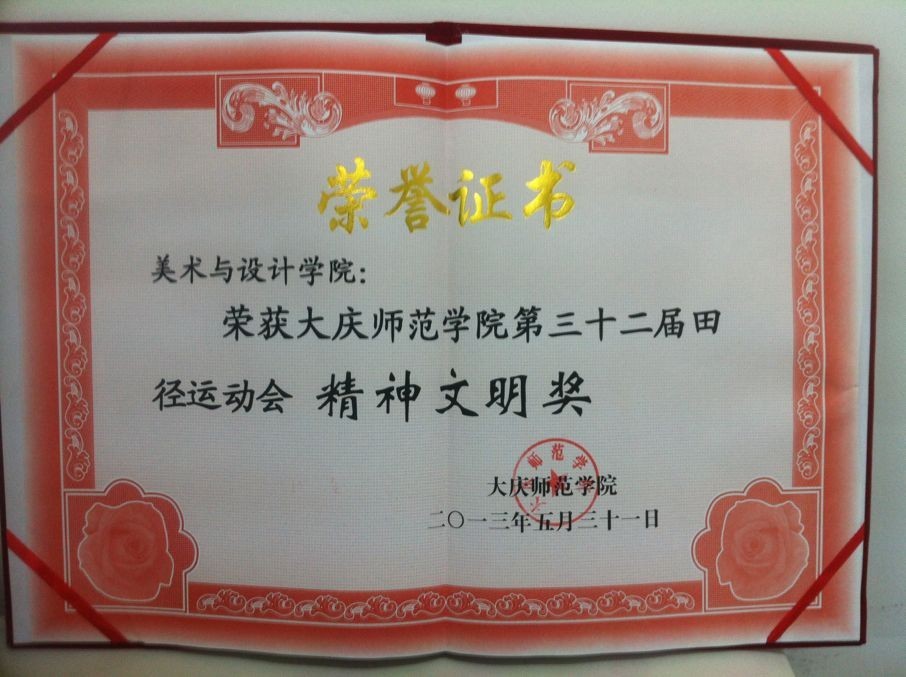 荣誉证书
美术与设计学院：
荣获大庆师范学院第三十二届田
径运动会 精神文明奖
大庆师范学院
二〇一三年五月三十一日